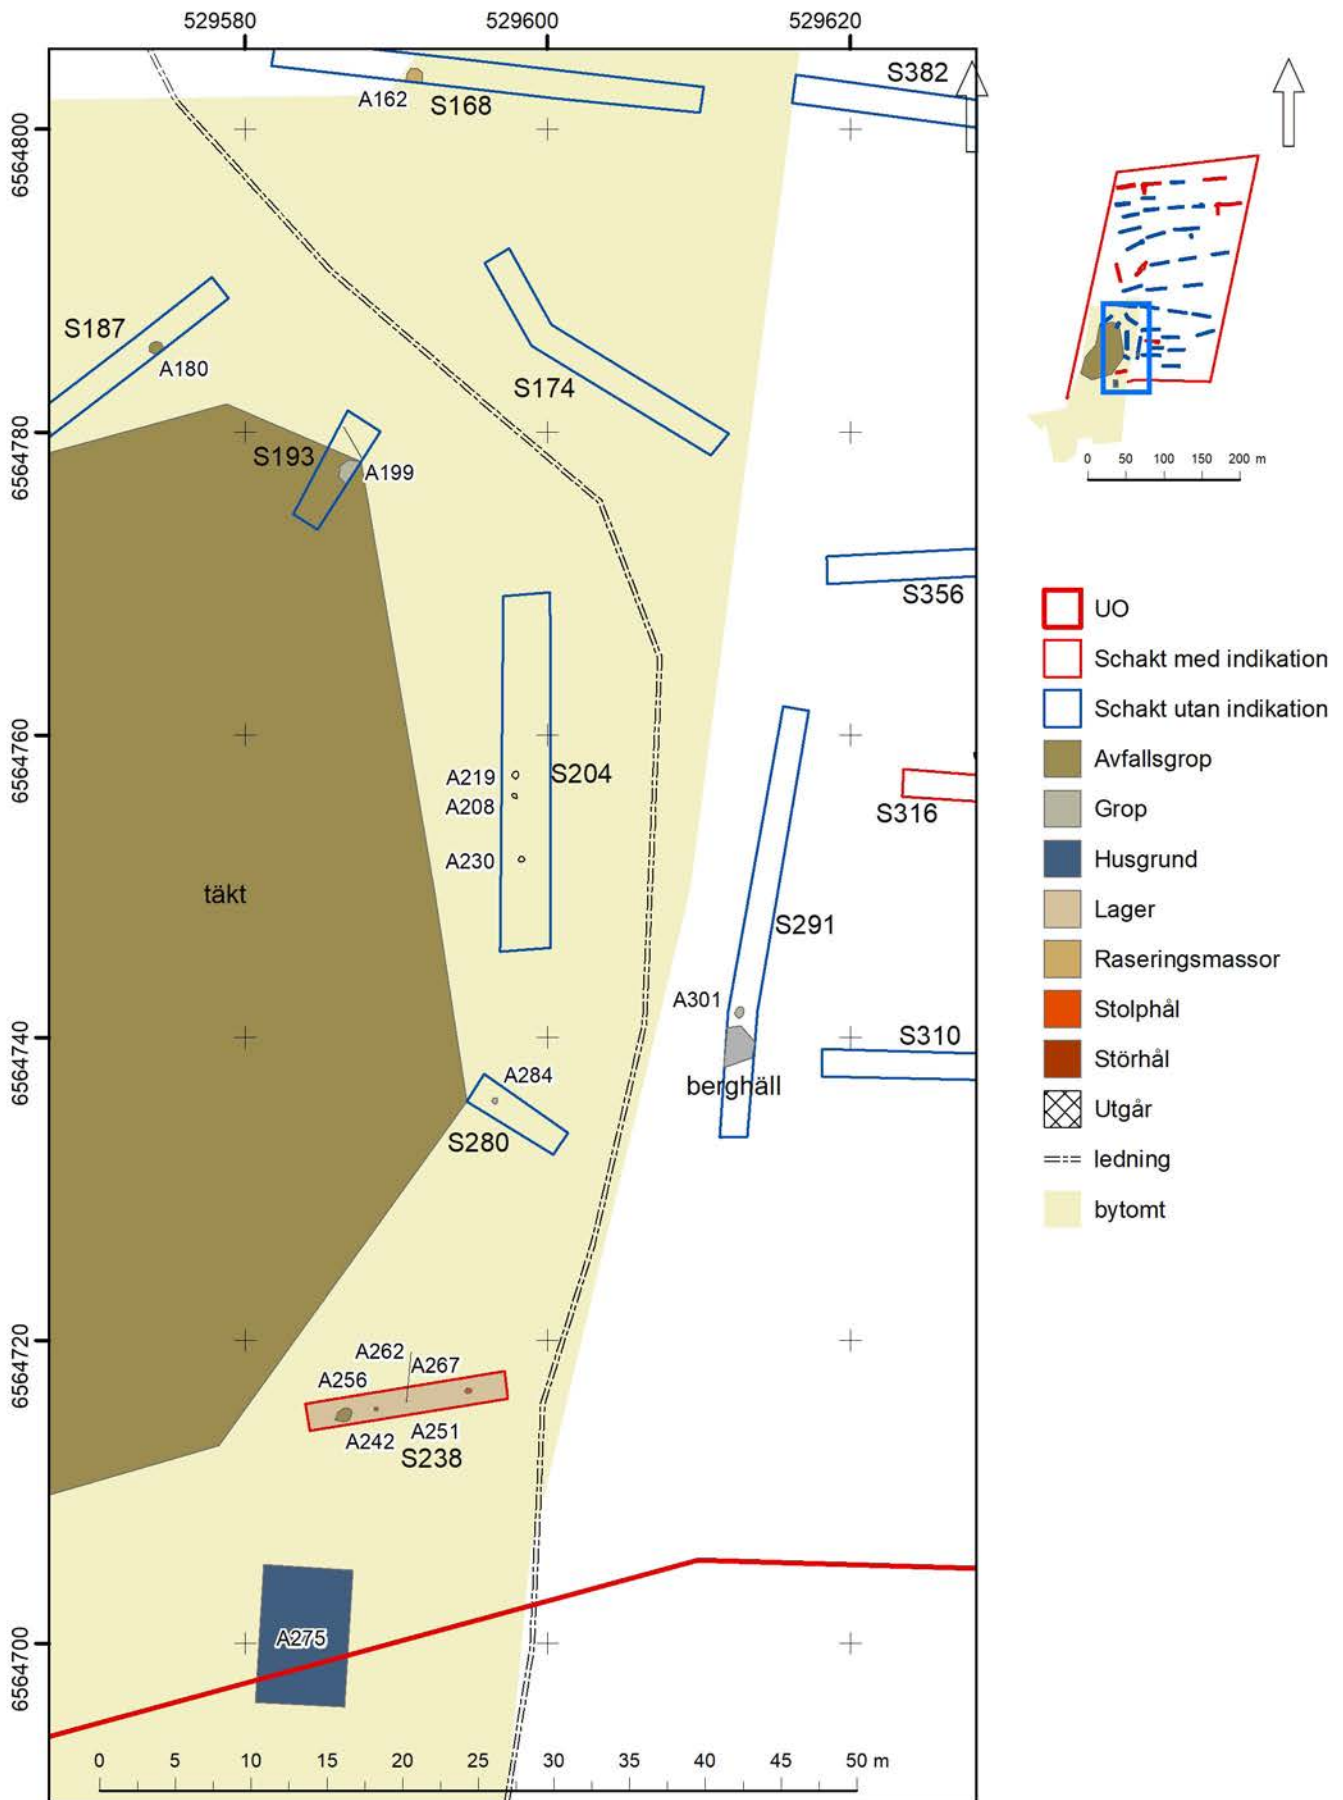 529580 529600 529620
S382
A162 S168
6564800
S187
A180
S174
6564780
S193
A199
S356
6564760
A219 S204
A208
S316
A230
täkt
S291
A301
6564740
S310
A284
berghäll
S280
6564720
A262
A267
A256
A242 A251
S238
6564700
A275
0 5 10 15 20 25 30 35 40 45 50 m
0 50 100 150 200 m
UO
Schakt med indikation
Schakt utan indikation
Avfallsgrop
Grop
Husgrund
Lager
Raseringsmassor
Stolphål
Störhål
Utgår
ledning
bytomt